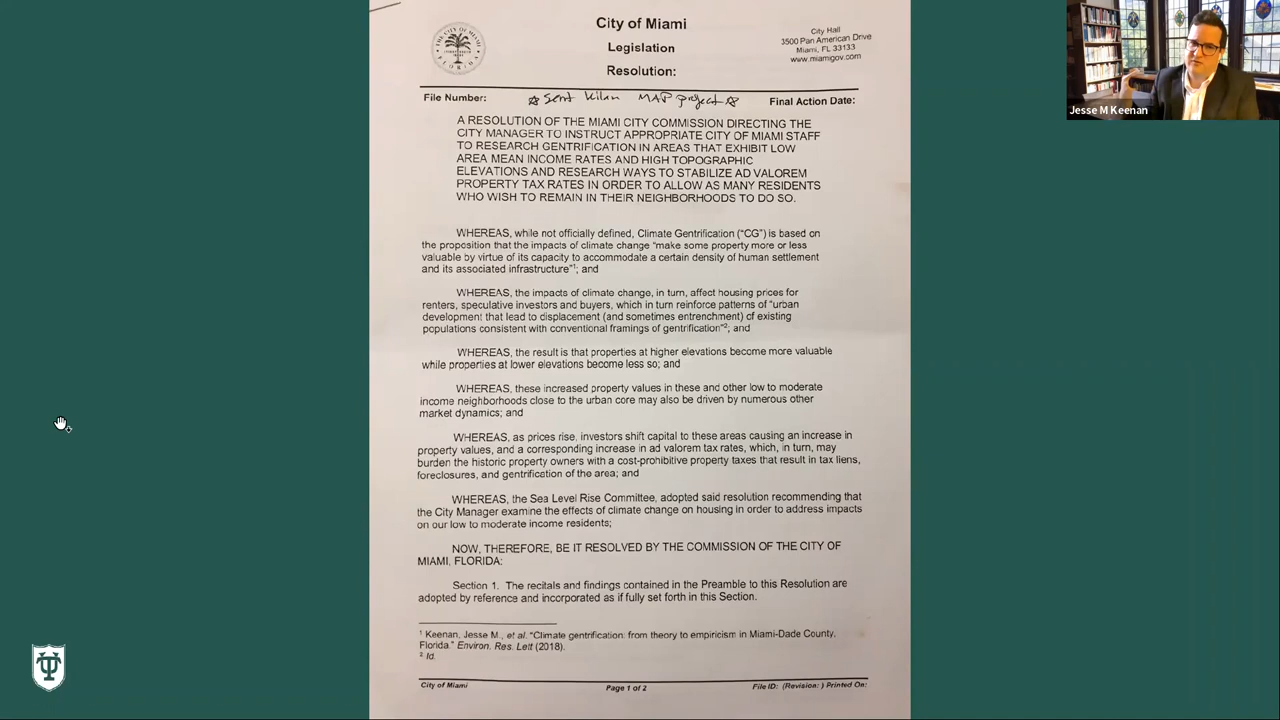 City of Miami
Legislation
Resolution:
City Hall
3500 Pan American Drive
Miami, FL 33133
www.miamigov.com
File Number:
Sent
MAP project
Final Action Date:
A RESOLUTION OF THE MIAMI CITY COMMISSION DIRECTING THE
CITY MANAGER TO INSTRUCT APPROPRIATE CITY OF MIAMI STAFF
TO RESEARCH GENTRIFICATION IN AREAS THAT EXHIBIT LOW
AREA MEAN INCOME RATES AND HIGH TOPOGRAPHIC
ELEVATIONS AND RESEARCH WAYS TO STABILIZE AD VALOREM
PROPERTY TAX RATES IN ORDER TO ALLOW AS MANY RESIDENTS
WHO WISH TO REMAIN IN THEIR NEIGHBORHOODS TO DO SO.
WHEREAS, while not officially defined, Climate Gentrification ("CG") is based on
the proposition that the impacts of climate change "make some property more or less
valuable by virtue of its capacity to accommodate a certain density of human settlement
and its associated infrastructure"1; and
WHEREAS, the impacts of climate change, in turn, affect housing prices for
renters, speculative investors and buyers, which in turn reinforce patterns of "urban
development that lead to displacement (and sometimes entrenchment) of existing
populations consistent with conventional framings of gentrification"2; and
WHEREAS, the result is that properties at higher elevations become more valuable
while properties at lower elevations become less so; and
WHEREAS, these increased property values in these and other low to moderate
income neighborhoods close to the urban core may also be driven by numerous other
market dynamics; and
WHEREAS, as prices rise, investors shift capital to these areas causing an increase in
property values, and a corresponding increase in ad valorem tax rates, which, in turn, may
burden the historic property owners with a cost-prohibitive property taxes that result in tax liens,
foreclosures, and gentrification of the area; and
WHEREAS, the Sea Level Rise Committee, adopted said resolution recommending that
the City Manager examine the effects of climate change on housing in order to address impacts
on our low to moderate income residents;
NOW, THEREFORE, BE IT RESOLVED BY THE COMMISSION OF THE CITY OF
MIAMI, FLORIDA:
Section 1. The recitals and findings contained in the Preamble to this Resolution are
adopted by reference and incorporated as if fully set forth in this Section.
1 Keenan, Jesse M., et al. "Climate gentrification: from theory to empiricism in Miami-Dade County,
Florida." Environ. Res. Lett (2018).
2 Id.
City of Miami
Page 1 of 2
File ID: (Revision: ) Printed On:
Jesse M Keenan